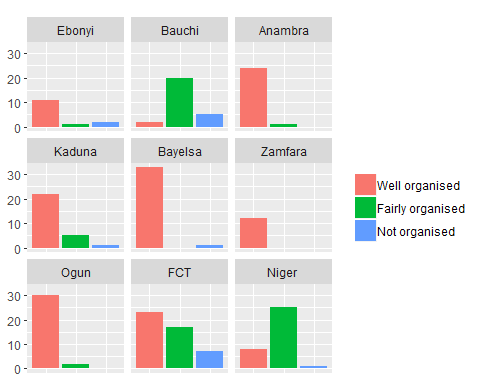 Ebonyi Bauchi Anambra
30
20
10
0
Kaduna Bayelsa Zamfara
30
20
10
0
Well organised
Fairly organised
Not organised
Ogun FCT Niger
30
20
10
0